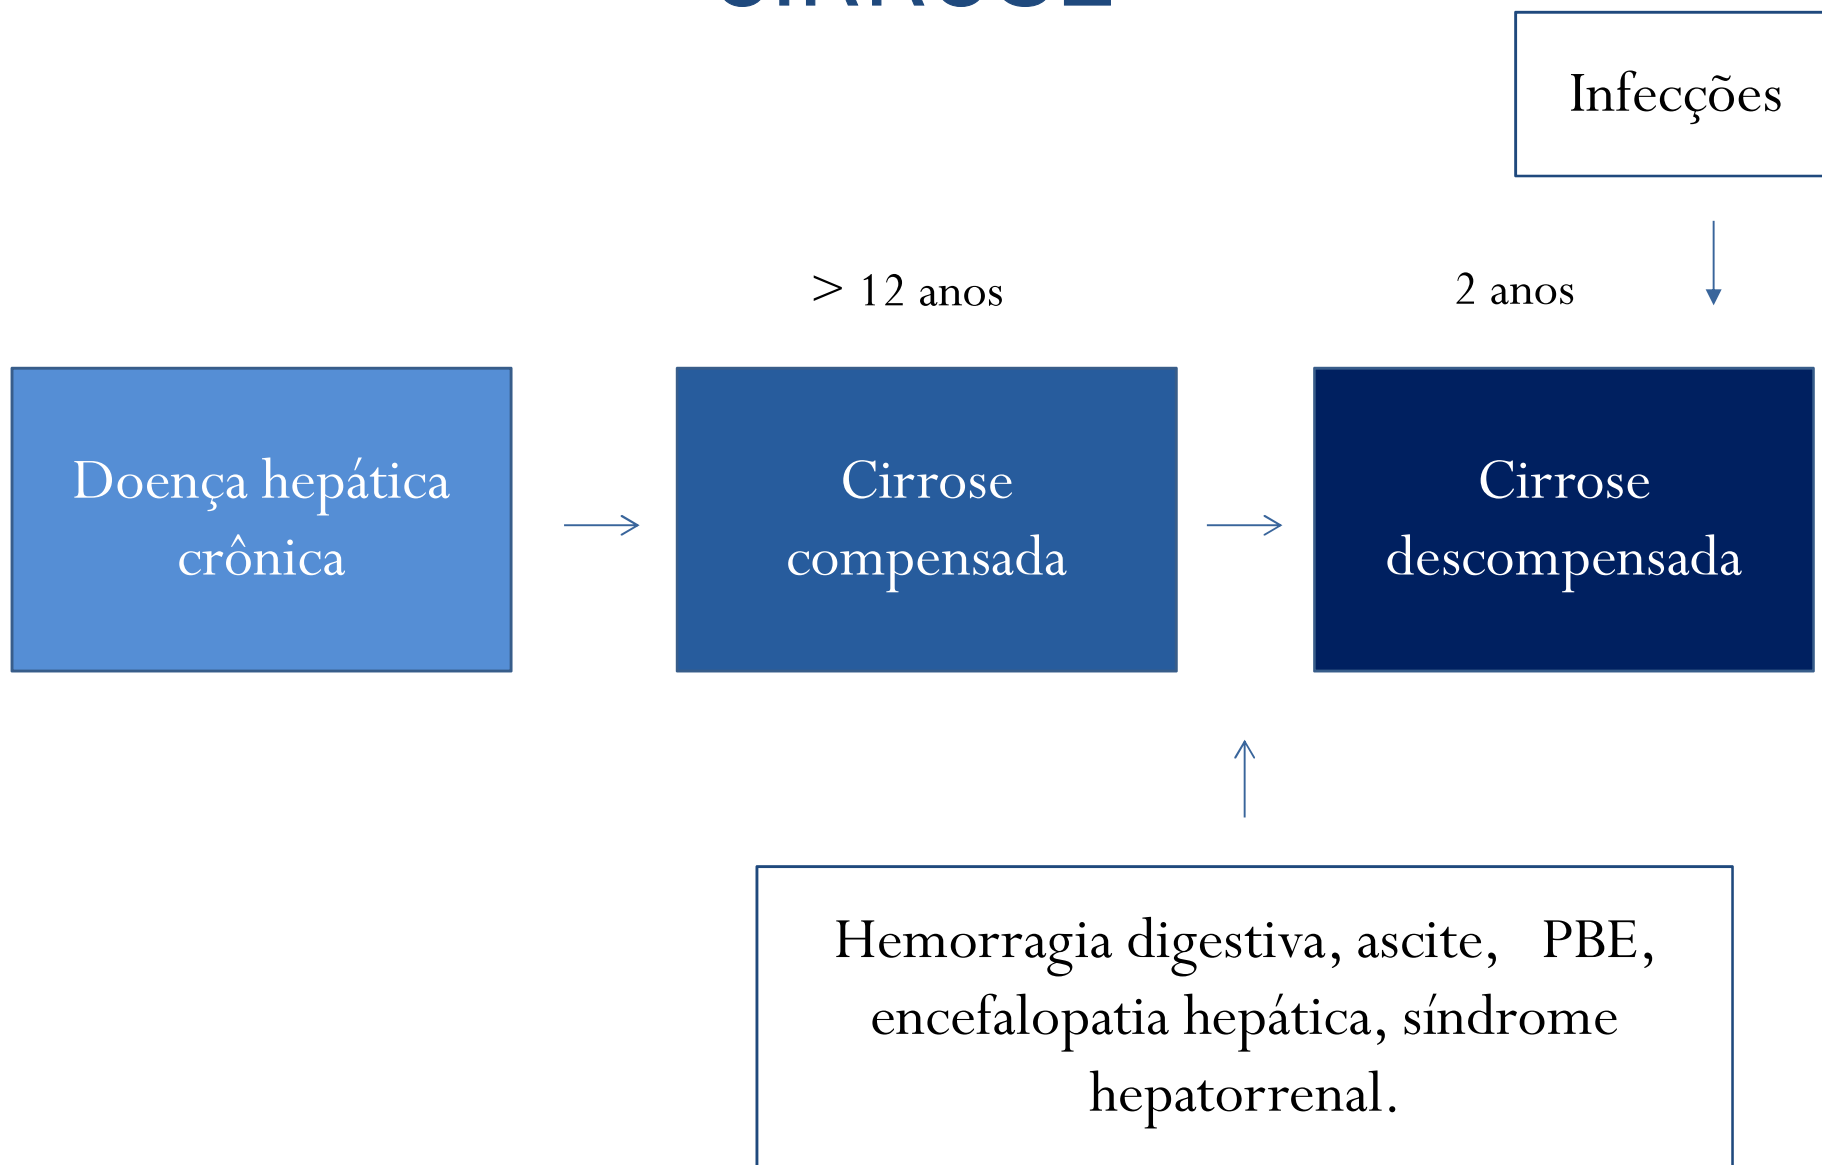 CIRROSE
Infecções
> 12 anos
2 anos
Doença hepática
crônica
Cirrose
compensada
Cirrose
descompensada
Hemorragia digestiva, ascite, PBE,
encefalopatia hepática, síndrome
hepatorrenal.